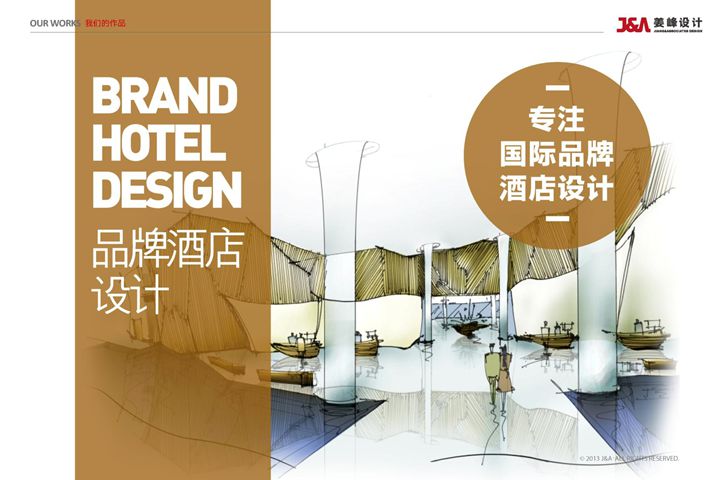 OUR WORKS 我们的作品
J&A 姜峰设计
BRAND
HOTEL
DESIGN
品牌酒店
设计
专注
国际品牌
酒店设计
© 2013 J&A · ALL RIGHTS RESERVED.